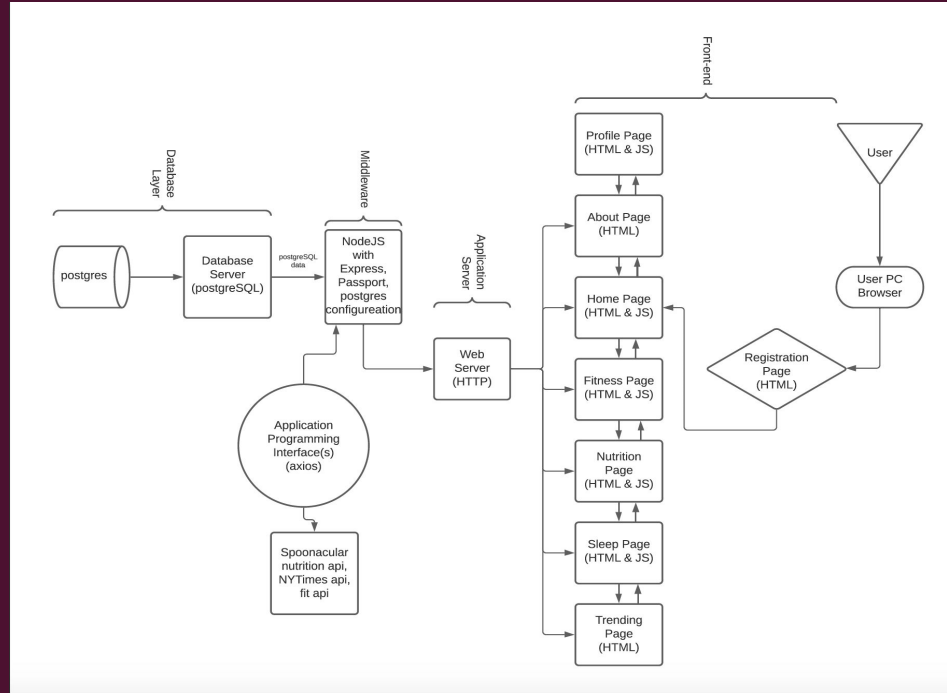 Front-end
Profile Page
(HTML & JS)
User
Database
Layer
Middleware
About Page
(HTML)
postgres
Database
Server
(postgreSQL)
postgreSQL
data
NodeJS
with
Express,
Passport,
postgres
configureation
Application
Server
Home Page
(HTML & JS)
User PC
Browser
Web
Server
(HTTP)
Fitness Page
(HTML & JS)
Registration
Page
(HTML)
Application
Programming
Interface(s)
(axios)
Nutrition
Page
(HTML & JS)
Spoonacular
nutrition api,
NYTimes api,
fit api
Sleep Page
(HTML & JS)
Trending
Page
(HTML)